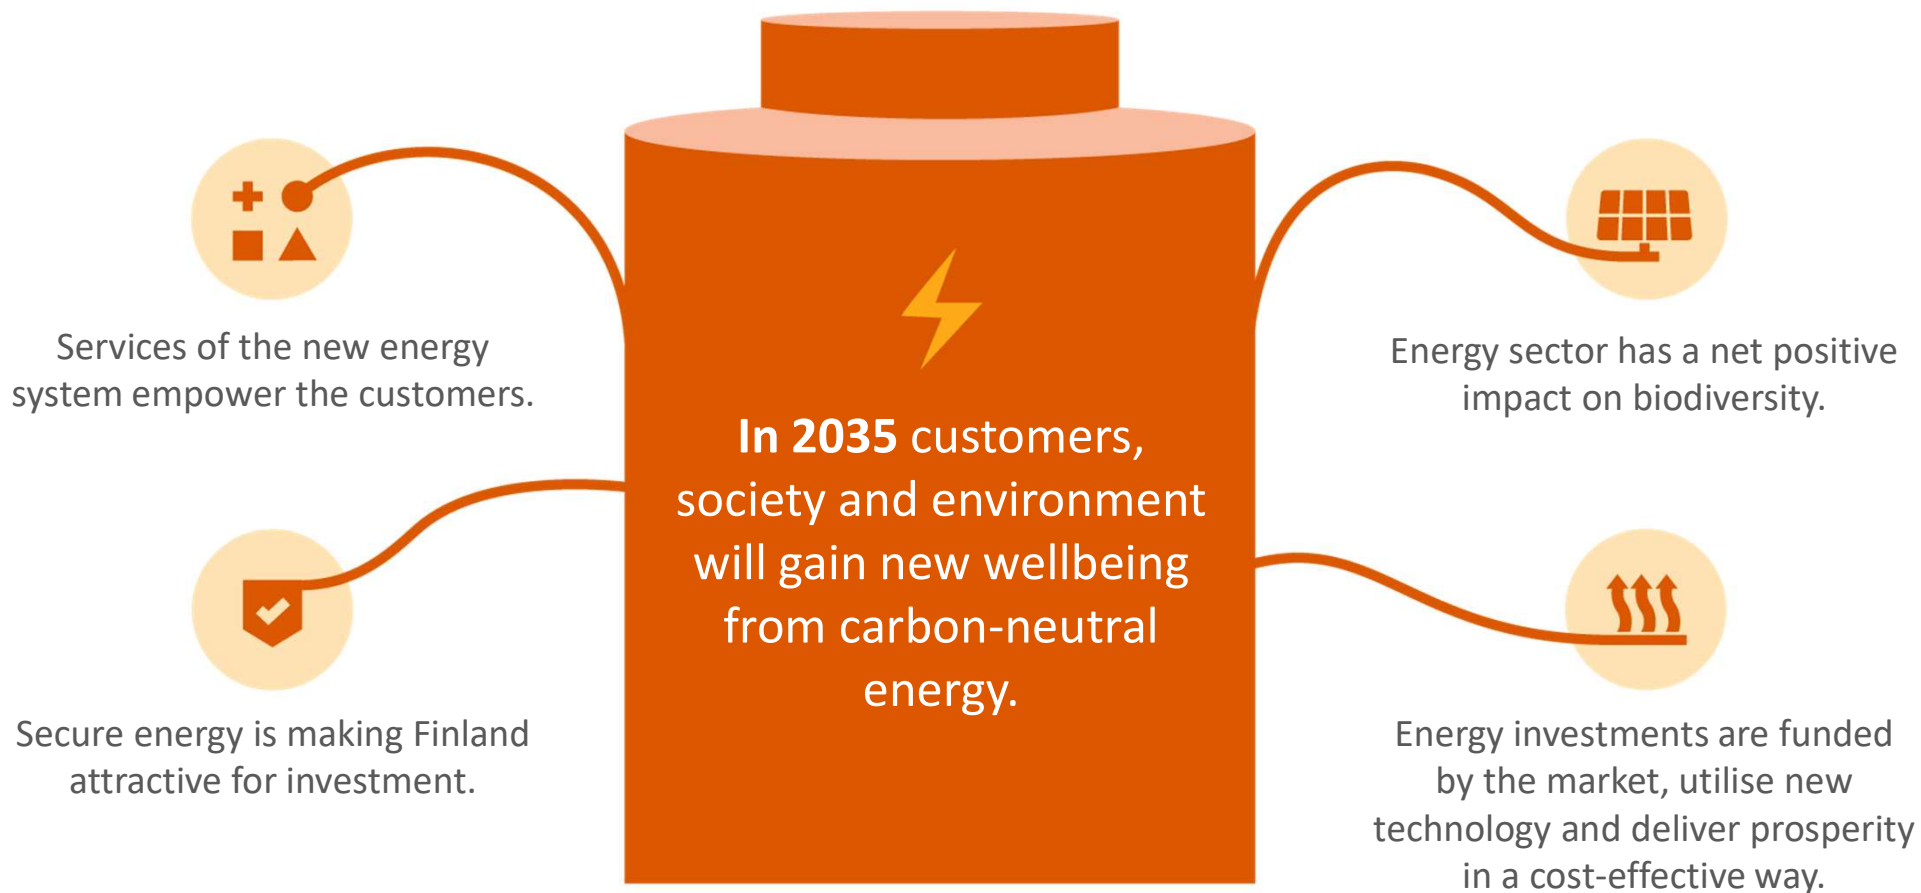 Services of the new energy
system empower the customers.
Secure energy is making Finland
attractive for investment.
In 2035 customers,
society and environment
will gain new wellbeing
from carbon-neutral
energy.
Energy sector has a net positive
impact on biodiversity.
Energy investments are funded
by the market, utilise new
technology and deliver prosperity
in a cost-effective way.